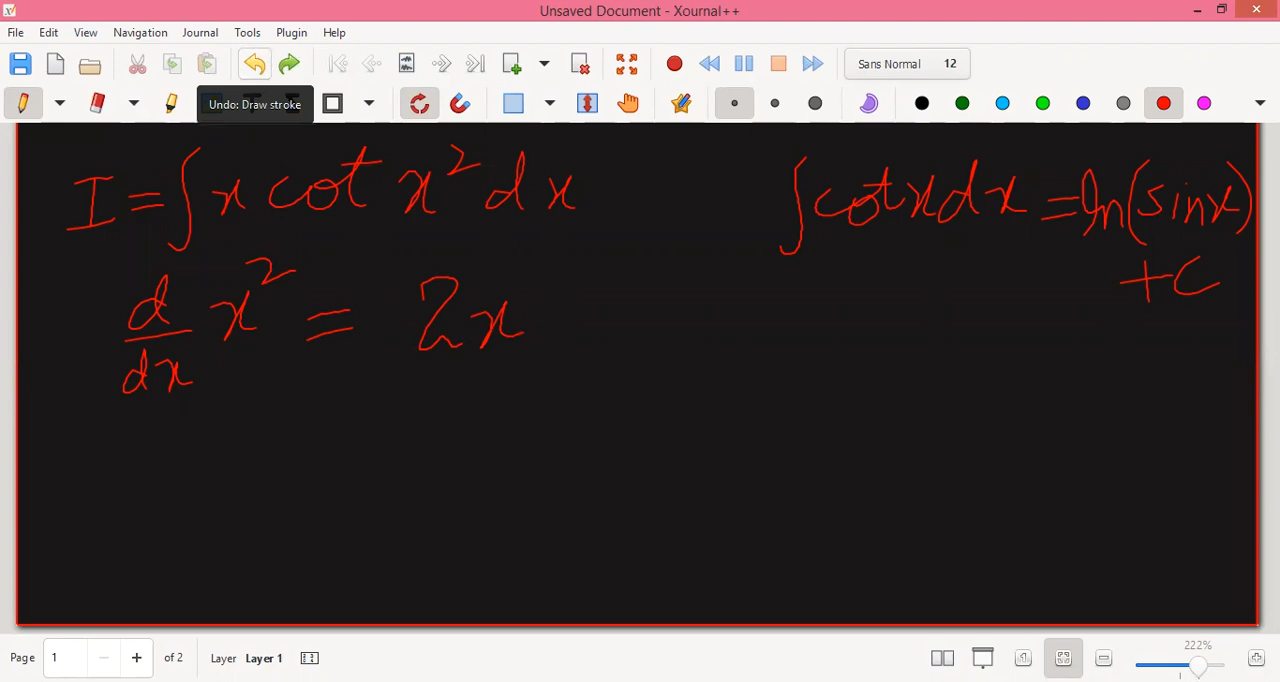 Unsaved Document - Xournal++
File Edit View Navigation Journal Tools Plugin Help
Sans Normal 12
Undo: Draw stroke
I = ∫ x cot x² dx
∫ cot x dx = ln(sin x)
+ C
d/dx x² = 2x
Page 1 of 2 Layer Layer 1 222%